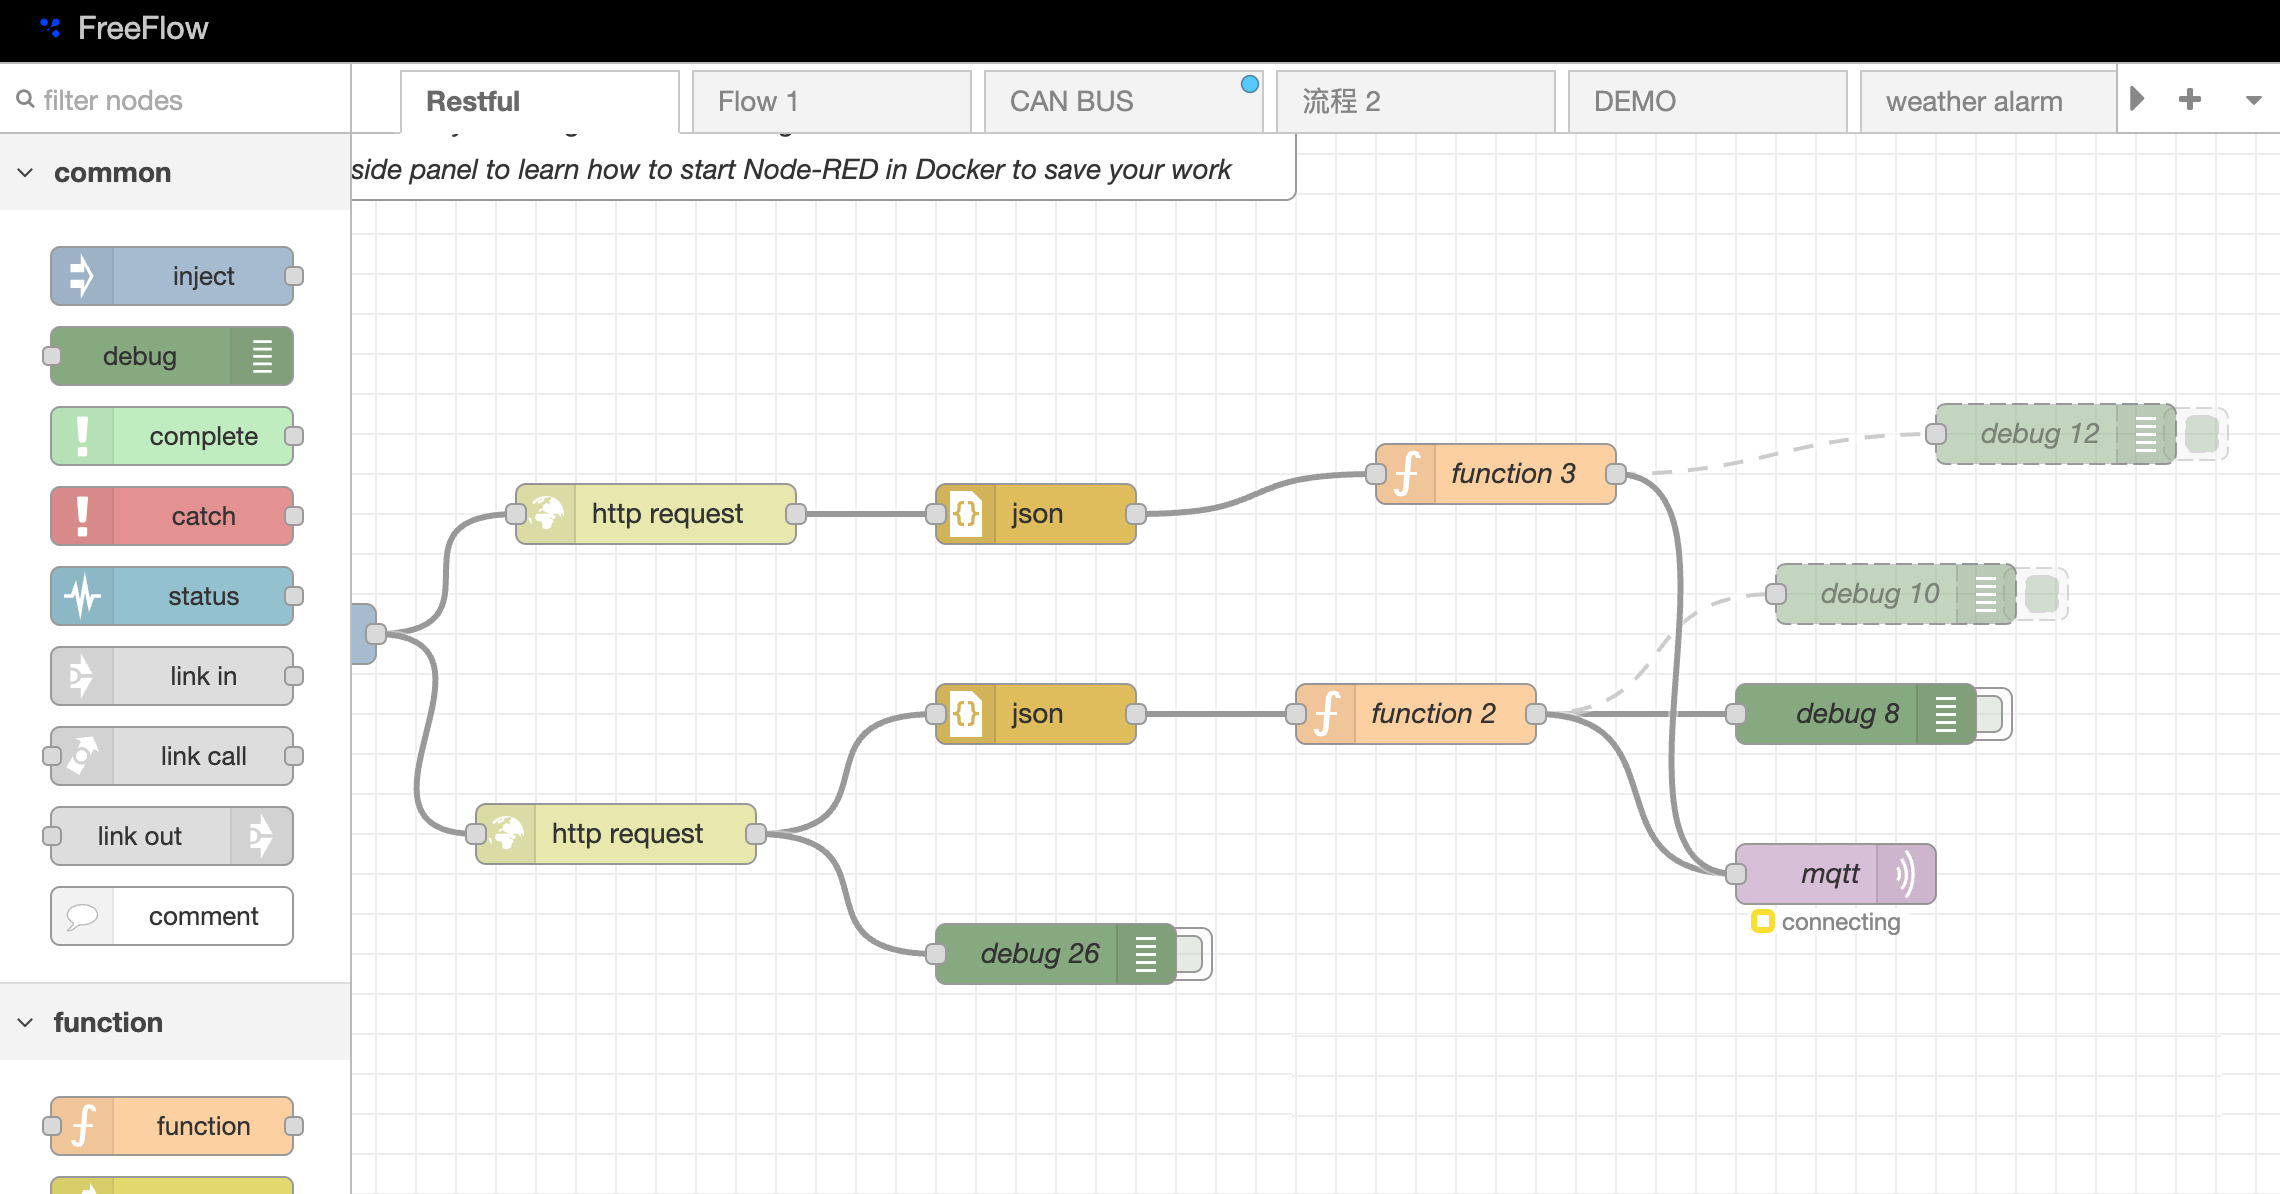 FreeFlow
filter nodes
Restful
Flow 1
CAN BUS
流程 2
DEMO
weather alarm
side panel to learn how to start Node-RED in Docker to save your work
common
inject
debug
complete
catch
status
link in
link call
link out
comment
function
function
debug 12
function 3
http request
json
debug 10
json
function 2
debug 8
http request
mqtt
connecting
debug 26